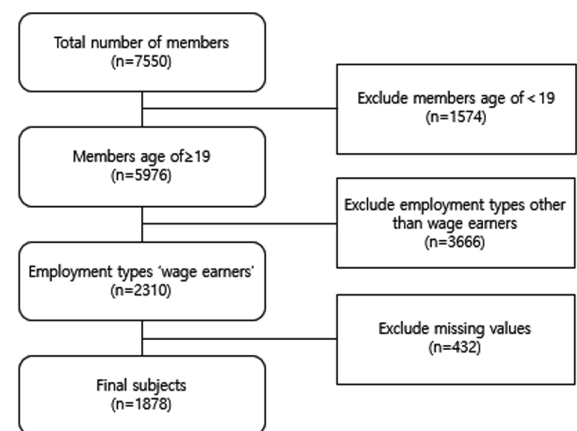 Total number of members
(n=7550)
Exclude members age of < 19
(n=1574)
Members age of≥19
(n=5976)
Exclude employment types other
than wage earners
(n=3666)
Employment types ‘wage earners’
(n=2310)
Exclude missing values
(n=432)
Final subjects
(n=1878)